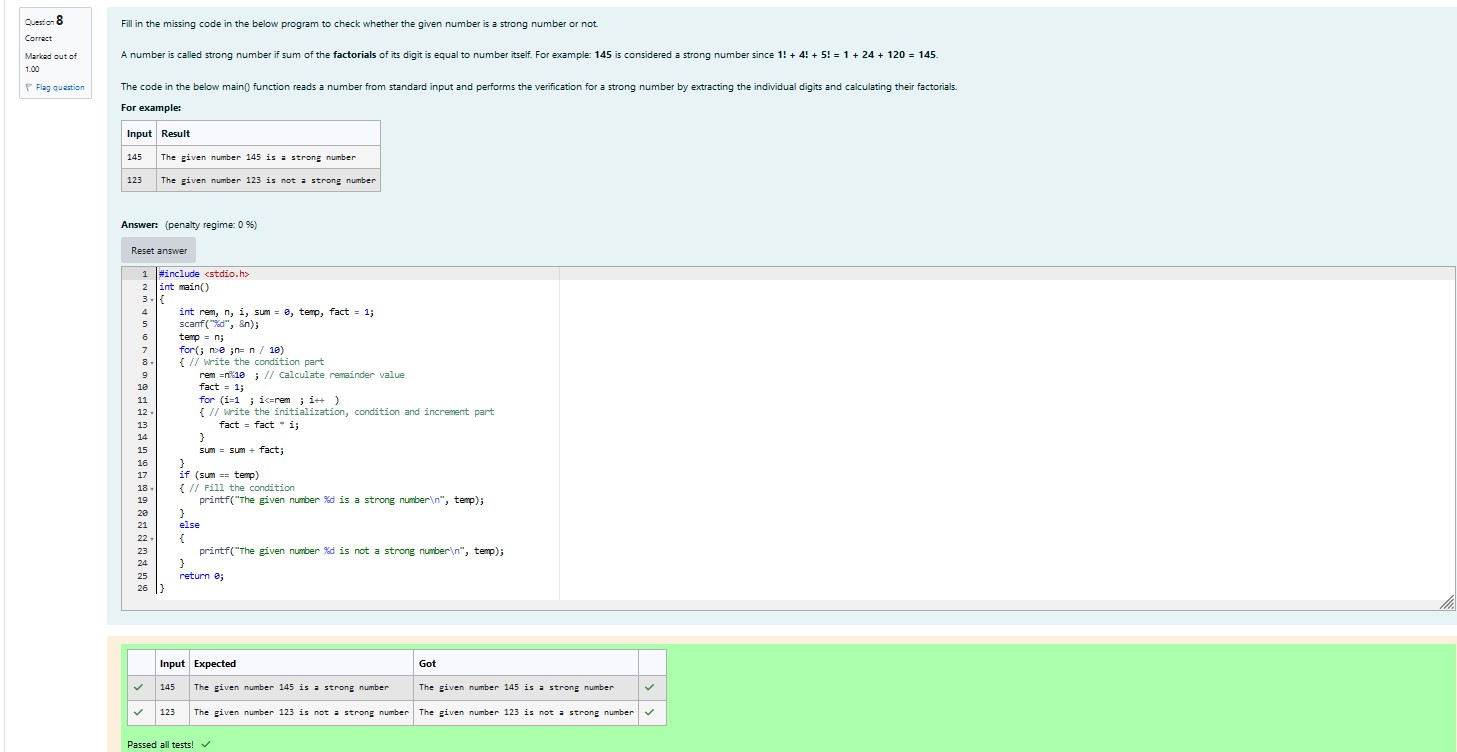 Question 8
Correct
Marked out of
1.00
Flag question
Fill in the missing code in the below program to check whether the given number is a strong number or not.
A number is called strong number if sum of the factorials of its digit is equal to number itself. For example: 145 is considered a strong number since 1! + 4! + 5! = 1 + 24 + 120 = 145.
The code in the below main() function reads a number from standard input and performs the verification for a strong number by extracting the individual digits and calculating their factorials.
For example:
Input Result
145 The given number 145 is a strong number
123 The given number 123 is not a strong number
Answer: (penalty regime: 0 %)
Reset answer
1 #include <stdio.h>
2 int main()
3 {
4 int rem, n, i, sum = 0, temp, fact = 1;
5 scanf("%d", &n);
6 temp = n;
7 for(; n>0 ;n= n / 10)
8 { // Write the condition part
9 rem =n%10 ; // Calculate remainder value
10 fact = 1;
11 for (i=1 ; i<=rem ; i++ )
12 { // Write the initialization, condition and increment part
13 fact = fact * i;
14 }
15 sum = sum + fact;
16 }
17 if (sum == temp)
18 { // Fill the condition
19 printf("The given number %d is a strong number\n", temp);
20 }
21 else
22 {
23 printf("The given number %d is not a strong number\n", temp);
24 }
25 return 0;
26 }
Input Expected Got
145 The given number 145 is a strong number The given number 145 is a strong number
123 The given number 123 is not a strong number The given number 123 is not a strong number
Passed all tests!